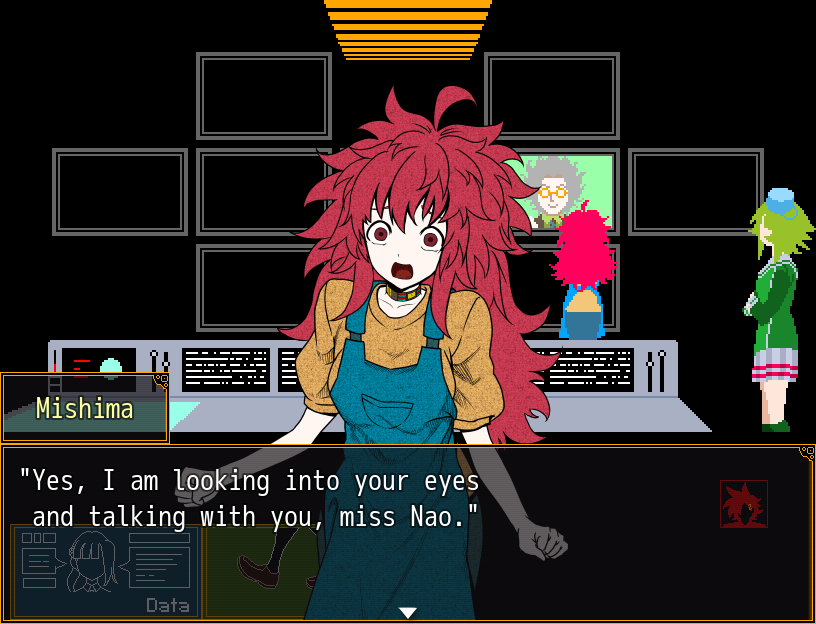 Mishima
"Yes, I am looking into your eyes
and talking with you, miss Nao."
Data